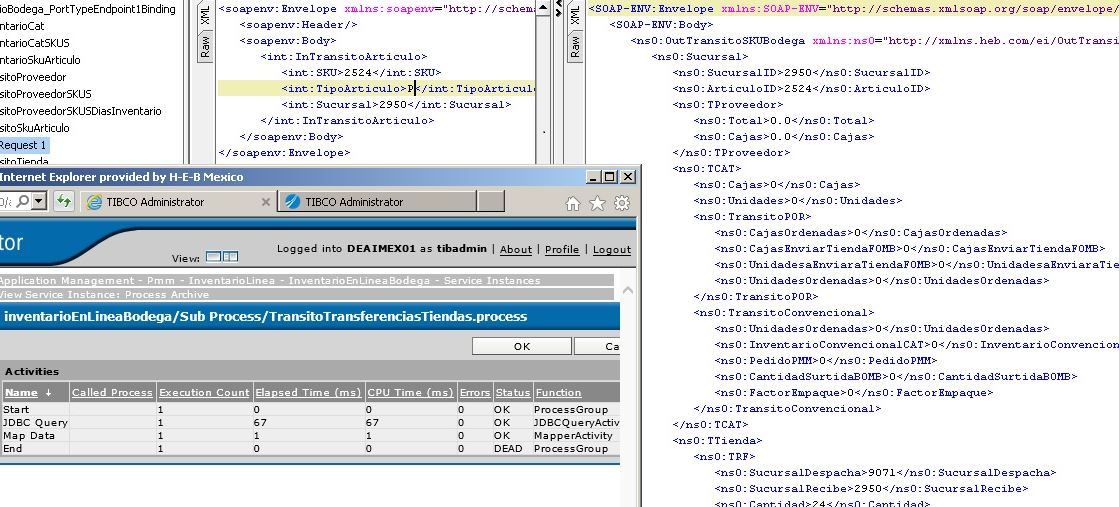 ioBodega_PortTypeEndpoint1Binding
ntarioCat
ntarioCatSKUS
ntarioSkuArticulo
sitoProveedor
sitoProveedorSKUS
sitoProveedorSKUSDiasInventario
sitoSkuArticulo
Request 1
sitoTienda
XML
Raw
<soapenv:Envelope xmlns:soapenv="http://schema
<soapenv:Header/>
<soapenv:Body>
<int:InTransitoArticulo>
<int:SKU>2524</int:SKU>
<int:TipoArticulo>P</int:TipoArticulo
<int:Sucursal>2950</int:Sucursal>
</int:InTransitoArticulo>
</soapenv:Body>
</soapenv:Envelope>
XML
Raw
<SOAP-ENV:Envelope xmlns:SOAP-ENV="http://schemas.xmlsoap.org/soap/envelope/
<SOAP-ENV:Body>
<ns0:OutTransitoSKUBodega xmlns:ns0="http://xmlns.heb.com/ei/OutTransi
<ns0:Sucursal>
<ns0:SucursalID>2950</ns0:SucursalID>
<ns0:ArticuloID>2524</ns0:ArticuloID>
<ns0:TProveedor>
<ns0:Total>0.0</ns0:Total>
<ns0:Cajas>0.0</ns0:Cajas>
</ns0:TProveedor>
<ns0:TCAT>
<ns0:Cajas>0</ns0:Cajas>
<ns0:Unidades>0</ns0:Unidades>
<ns0:TransitoPOR>
<ns0:CajasOrdenadas>0</ns0:CajasOrdenadas>
<ns0:CajasEnviarTiendaFOMB>0</ns0:CajasEnviarTiendaFOMB>
<ns0:UnidadesaEnviaraTiendaFOMB>0</ns0:UnidadesaEnviaraTie
<ns0:UnidadesOrdenadas>0</ns0:UnidadesOrdenadas>
</ns0:TransitoPOR>
<ns0:TransitoConvencional>
<ns0:UnidadesOrdenadas>0</ns0:UnidadesOrdenadas>
<ns0:InventarioConvencionalCAT>0</ns0:InventarioConvencion
<ns0:PedidoPMM>0</ns0:PedidoPMM>
<ns0:CantidadSurtidaBOMB>0</ns0:CantidadSurtidaBOMB>
<ns0:FactorEmpaque>0</ns0:FactorEmpaque>
</ns0:TransitoConvencional>
</ns0:TCAT>
<ns0:TTienda>
<ns0:TRF>
<ns0:SucursalDespacha>9071</ns0:SucursalDespacha>
<ns0:SucursalRecibe>2950</ns0:SucursalRecibe>
<ns0:Cantidad>24</ns0:Cantidad>
Internet Explorer provided by H-E-B Mexico
TIBCO Administrator
TIBCO Administrator
tor
View:
Logged into DEAIMEX01 as tibadmin | About | Profile | Logout
Application Management - Pmm - InventarioLinea - InventarioEnLineaBodega - Service Instances
View Service Instance: Process Archive
inventarioEnLineaBodega/Sub Process/TransitoTransferenciasTiendas.process
OK Ca
Activities
Name Called Process Execution Count Elapsed Time (ms) CPU Time (ms) Errors Status Function
Start 1 0 0 0 OK ProcessGroup
JDBC Query 1 67 67 0 OK JDBCQueryActiv
Map Data 1 1 1 0 OK MapperActivity
End 1 0 0 0 DEAD ProcessGroup